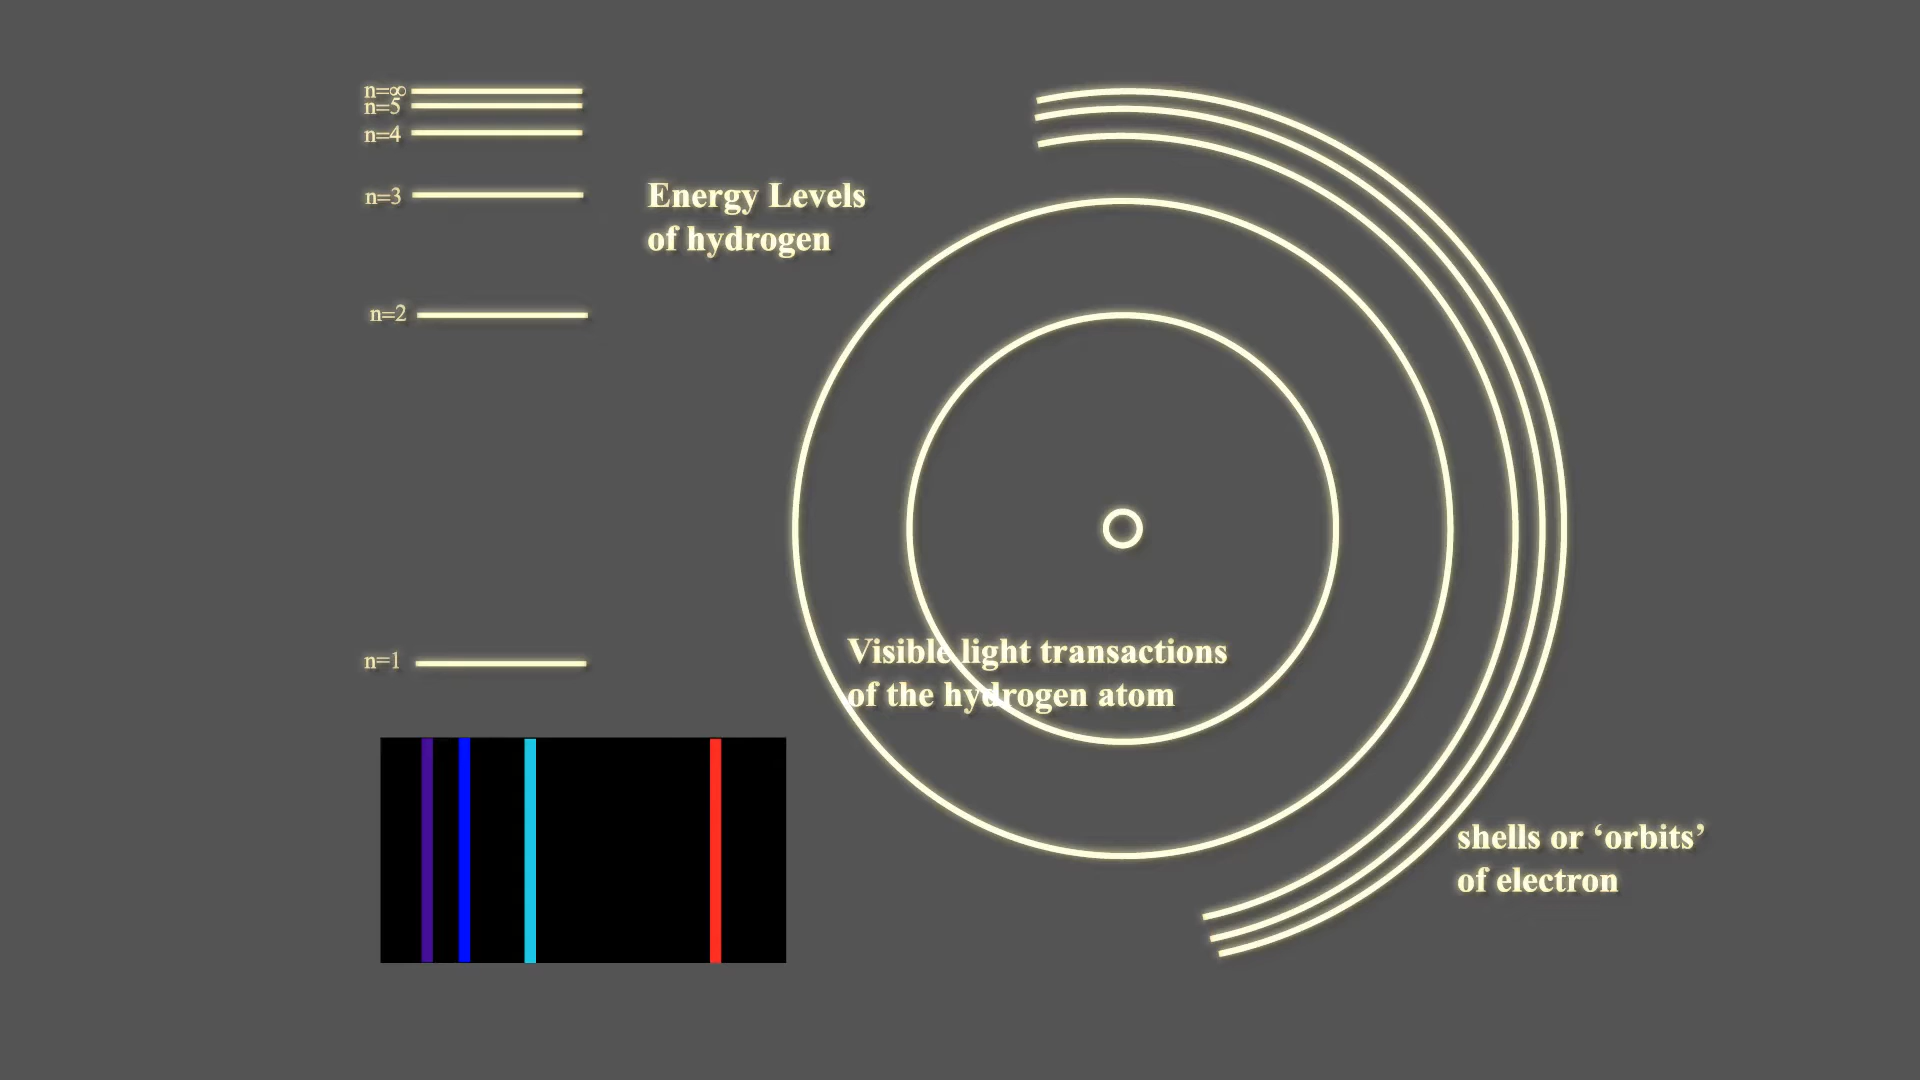 n=∞
n=5
n=4
n=3
Energy Levels
of hydrogen
n=2
n=1
Visible light transactions
of the hydrogen atom
shells or ‘orbits’
of electron